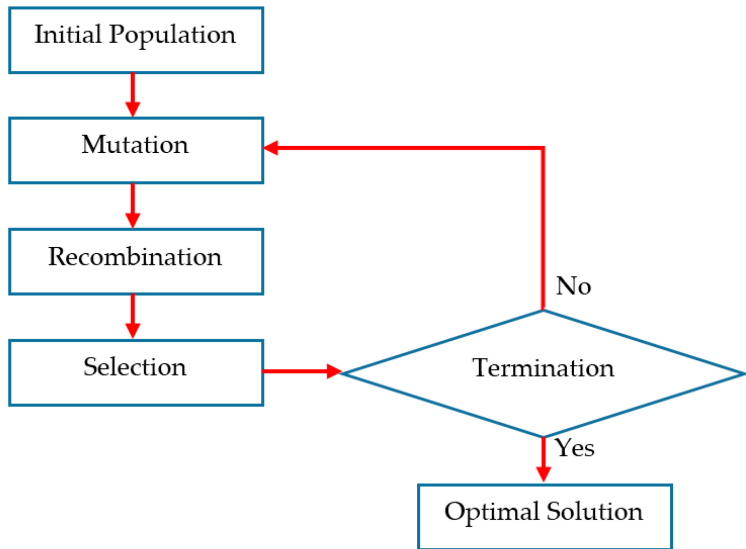 Initial Population
Mutation
Recombination
No
Selection
Termination
Yes
Optimal Solution